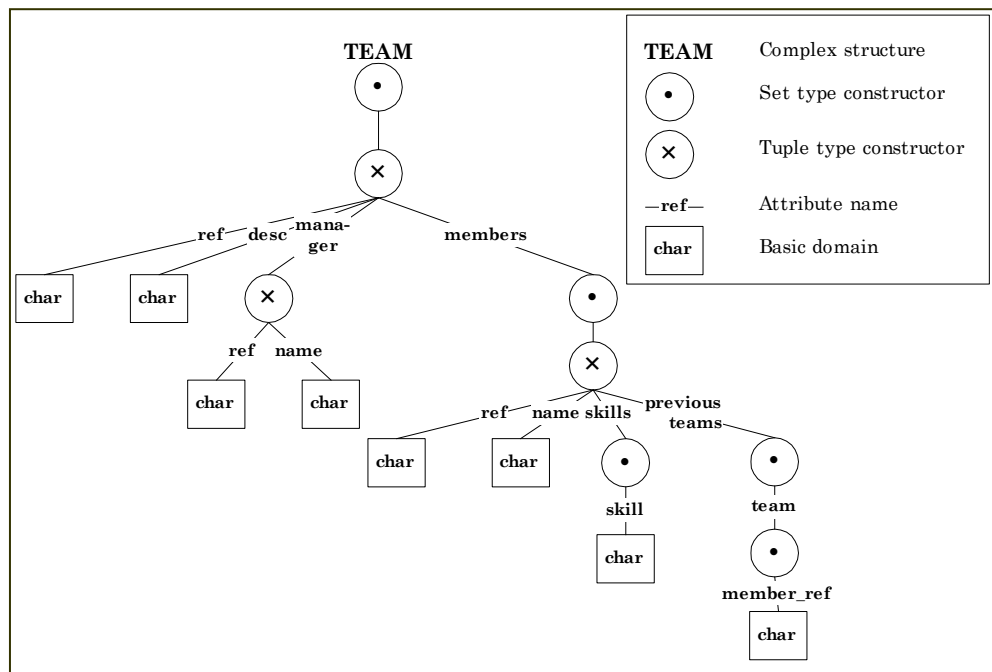 TEAM
ref
desc
mana-
ger
members
char
char
ref
name
char
char
ref
name
skills
previous
teams
char
char
skill
team
char
member_ref
char
TEAM Complex structure
Set type constructor
Tuple type constructor
ref Attribute name
char Basic domain